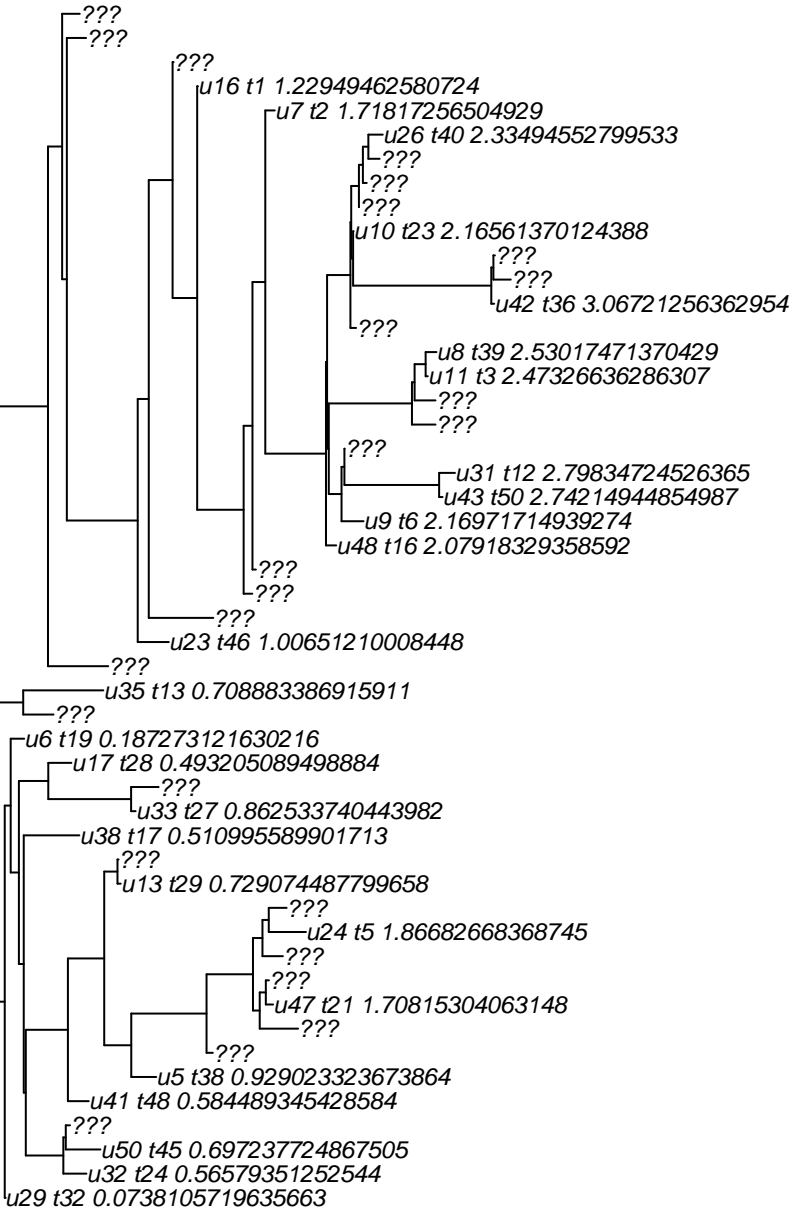 ???
???
???
u16 t1 1.22949462580724
u7 t2 1.71817256504929
u26 t40 2.33494552799533
???
???
???
u10 t23 2.16561370124388
???
???
u42 t36 3.06721256362954
???
u8 t39 2.53017471370429
u11 t3 2.47326636286307
???
???
???
u31 t12 2.79834724526365
u43 t50 2.74214944854987
u9 t6 2.16971714939274
u48 t16 2.07918329358592
???
???
???
u23 t46 1.00651210008448
???
u35 t13 0.708883386915911
???
u6 t19 0.187273121630216
u17 t28 0.493205089498884
???
u33 t27 0.862533740443982
u38 t17 0.510995589901713
???
u13 t29 0.729074487799658
???
u24 t5 1.86682668368745
???
???
u47 t21 1.70815304063148
???
???
u5 t38 0.929023323673864
u41 t48 0.584489345428584
???
u50 t45 0.697237724867505
u32 t24 0.56579351252544
u29 t32 0.0738105719635663